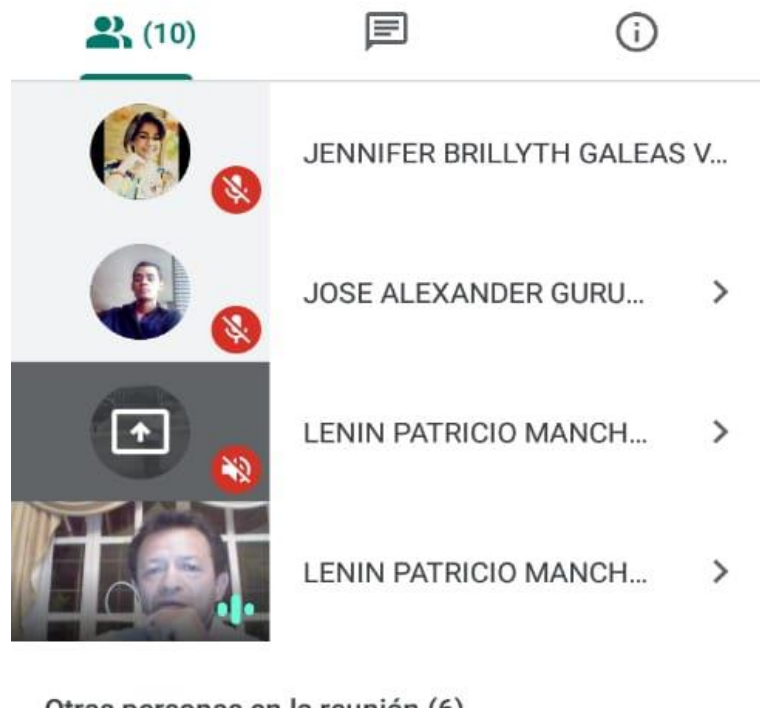 (10)
JENNIFER BRILLYTH GALEAS V...
JOSE ALEXANDER GURU...
LENIN PATRICIO MANCH...
LENIN PATRICIO MANCH...
Otras personas en la reunión (6)